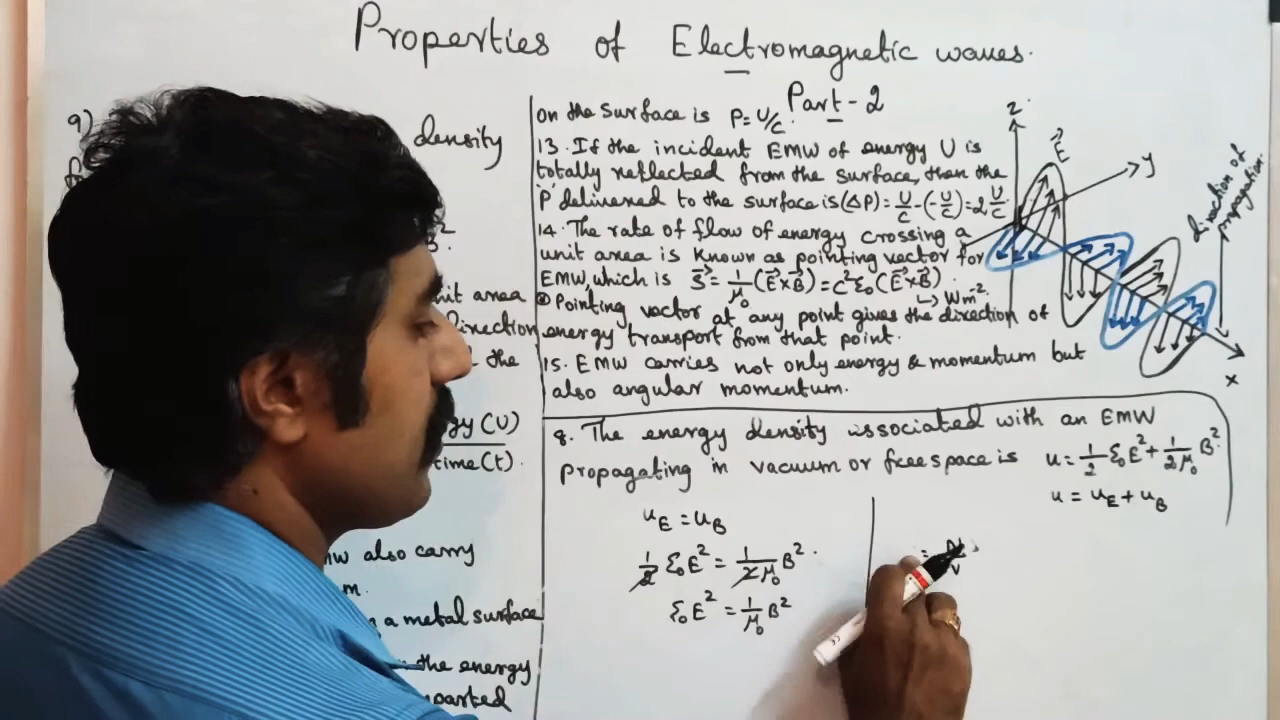 Properties of Electromagnetic waves.
Part-2
9)
density
2
nit area
Direction
the
gy (U)
time(t).
mw also carry
m.
a metal surface
the energy
parted
on the surface is P=U/c.
13. If the incident EMW of energy U is
totally reflected from the surface, then the
'P' delivered to the surface is (ΔP) = U/c - (-U/c) = 2 U/c.
14. The rate of flow of energy crossing a
unit area is known as pointing vector for
EMW, which is S⃗ = 1/μ₀ (E⃗×B⃗) = c²ε₀ (E⃗×B⃗)
↳ Wm⁻².
Pointing vector at any point gives the direction of
energy transport from that point.
15. EMW carries not only energy & momentum but
also angular momentum.
z
E⃗
y
direction of
propagation.
x
8. The energy density associated with an EMW
propagating in vacuum or free space is u = 1/2 ε₀E² + 1/2μ₀ B².
u = u_E + u_B
u_E = u_B
1/2 ε₀E² = 1/2μ₀ B².
ε₀E² = 1/μ₀ B²
=